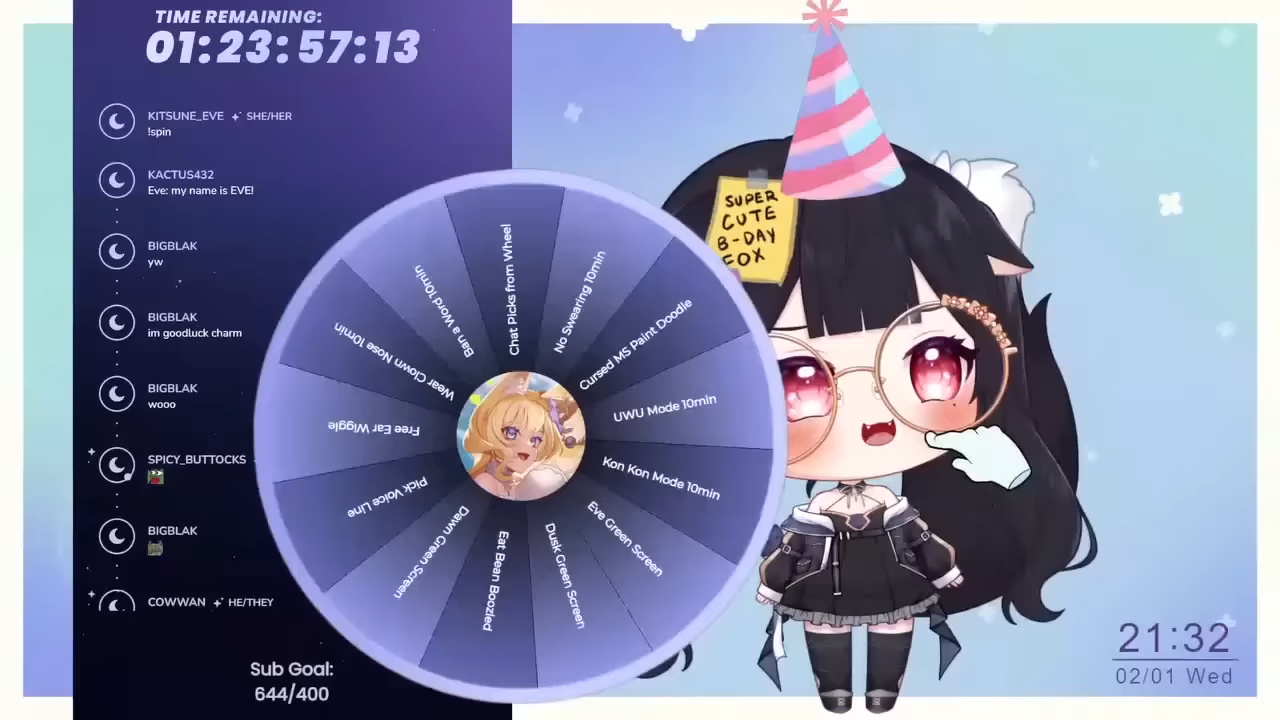 TIME REMAINING:
01:23:57:13
KITSUNE_EVE SHE/HER
!spin
KACTUS432
Eve: my name is EVE!
BIGBLAK
yw
BIGBLAK
im goodluck charm
BIGBLAK
wooo
SPICY_BUTTOCKS
BIGBLAK
COWWAN HE/THEY
Sub Goal:
644/400
Chat Picks from Wheel
No Swearing 10min
Cursed MS Paint Doodle
UWU Mode 10min
Kon Kon Mode 10min
Eve Green Screen
Dusk Green Screen
Eat Bean Boozled
Dawn Green Screen
Pick Voice Line
Free Ear Wiggle
Wear Clown Nose 10min
Ban a Word 10min
SUPER
CUTE
B-DAY
FOX
21:32
02/01 Wed